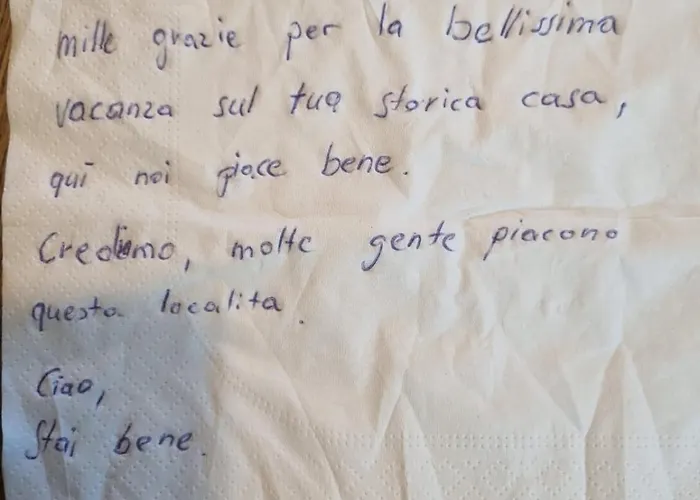 mille grazie per la bellissima
vacanza sul tua storica casa,
qui noi piace bene.
Crediamo, molte gente piacono
questa localita.
Ciao,
Stai bene.